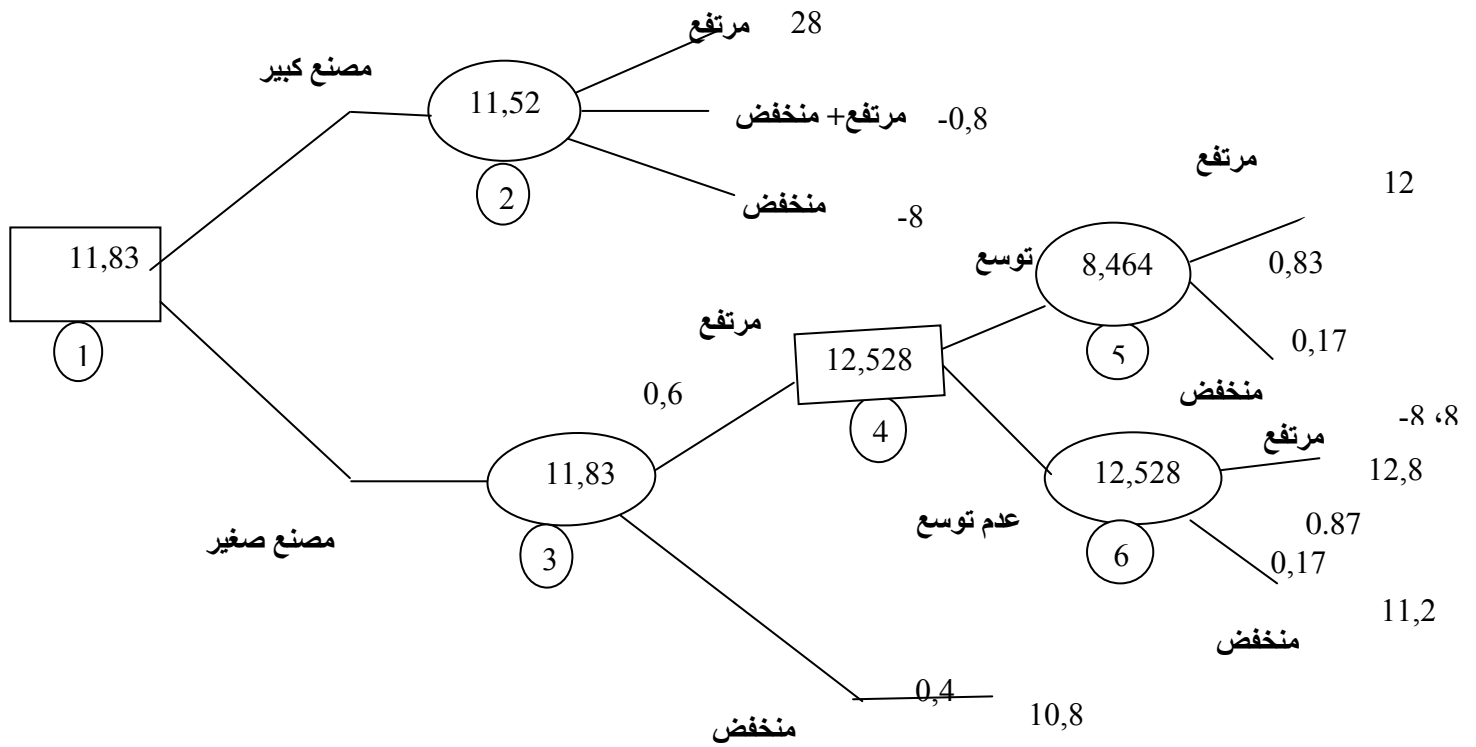 مرتفع 28
مصنع كبير
11,52
مرتفع+ منخفض -0,8
2
منخفض -8
مرتفع
12
11,83
1
توسع
8,464
0,83
5
0,17
منخفض
مرتفع
12,528
4
0,6
-8 ،8
مرتفع
12,8
11,83
3
12,528
0.87
عدم توسع
6
0,17
مصنع صغير
11,2
منخفض
0,4
10,8
منخفض